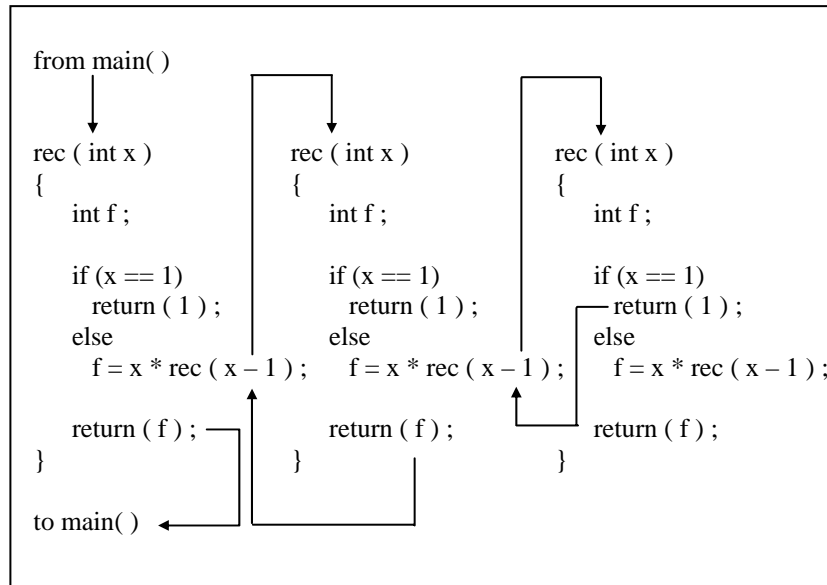 from main( )
rec ( int x )
{
int f ;
if (x == 1)
return ( 1 ) ;
else
f = x * rec ( x – 1 ) ;
return ( f ) ;
}
to main( )
rec ( int x )
{
int f ;
if (x == 1)
return ( 1 ) ;
else
f = x * rec ( x – 1 ) ;
return ( f ) ;
}
rec ( int x )
{
int f ;
if (x == 1)
return ( 1 ) ;
else
f = x * rec ( x – 1 ) ;
return ( f ) ;
}